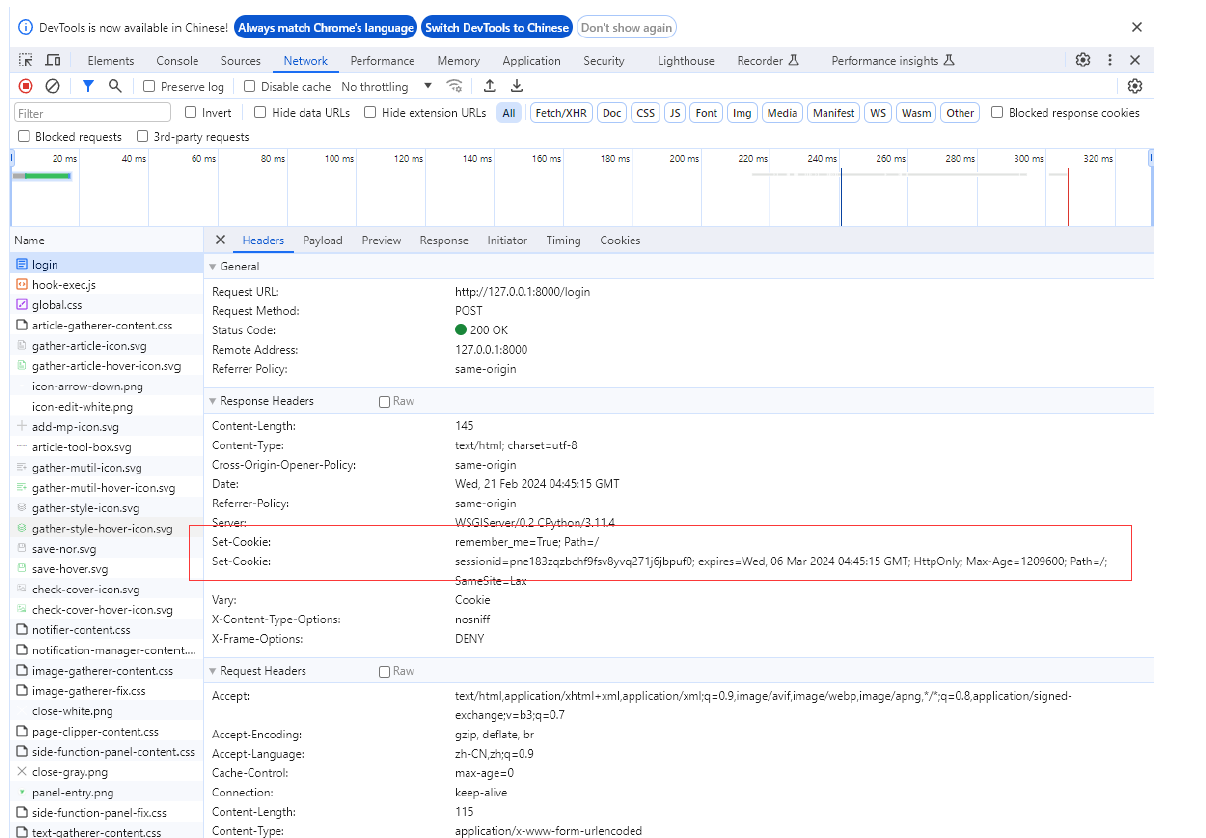 DevTools is now available in Chinese! Always match Chrome's language Switch DevTools to Chinese Don't show again
Elements Console Sources Network Performance Memory Application Security Lighthouse Recorder Performance insights
Preserve log Disable cache No throttling
Filter Invert Hide data URLs Hide extension URLs All Fetch/XHR Doc CSS JS Font Img Media Manifest WS Wasm Other Blocked response cookies
Blocked requests 3rd-party requests
20 ms 40 ms 60 ms 80 ms 100 ms 120 ms 140 ms 160 ms 180 ms 200 ms 220 ms 240 ms 260 ms 280 ms 300 ms 320 ms
Name
login
hook-exec.js
global.css
article-gatherer-content.css
gather-article-icon.svg
gather-article-hover-icon.svg
icon-arrow-down.png
icon-edit-white.png
add-mp-icon.svg
article-tool-box.svg
gather-mutil-icon.svg
gather-mutil-hover-icon.svg
gather-style-icon.svg
gather-style-hover-icon.svg
save-nor.svg
save-hover.svg
check-cover-icon.svg
check-cover-hover-icon.svg
notifier-content.css
notification-manager-content....
image-gatherer-content.css
image-gatherer-fix.css
close-white.png
page-clipper-content.css
side-function-panel-content.css
close-gray.png
panel-entry.png
side-function-panel-fix.css
text-gatherer-content.css
Headers Payload Preview Response Initiator Timing Cookies
General
Request URL: http://127.0.0.1:8000/login
Request Method: POST
Status Code: 200 OK
Remote Address: 127.0.0.1:8000
Referrer Policy: same-origin
Response Headers Raw
Content-Length: 145
Content-Type: text/html; charset=utf-8
Cross-Origin-Opener-Policy: same-origin
Date: Wed, 21 Feb 2024 04:45:15 GMT
Referrer-Policy: same-origin
Server: WSGIServer/0.2 CPython/3.11.4
Set-Cookie: remember_me=True; Path=/
Set-Cookie: sessionid=pne183zqzbchf9fsv8yvq271j6jbpuf0; expires=Wed, 06 Mar 2024 04:45:15 GMT; HttpOnly; Max-Age=1209600; Path=/;
SameSite=Lax
Vary: Cookie
X-Content-Type-Options: nosniff
X-Frame-Options: DENY
Request Headers Raw
Accept: text/html,application/xhtml+xml,application/xml;q=0.9,image/avif,image/webp,image/apng,*/*;q=0.8,application/signed-
exchange;v=b3;q=0.7
Accept-Encoding: gzip, deflate, br
Accept-Language: zh-CN,zh;q=0.9
Cache-Control: max-age=0
Connection: keep-alive
Content-Length: 115
Content-Type: application/x-www-form-urlencoded